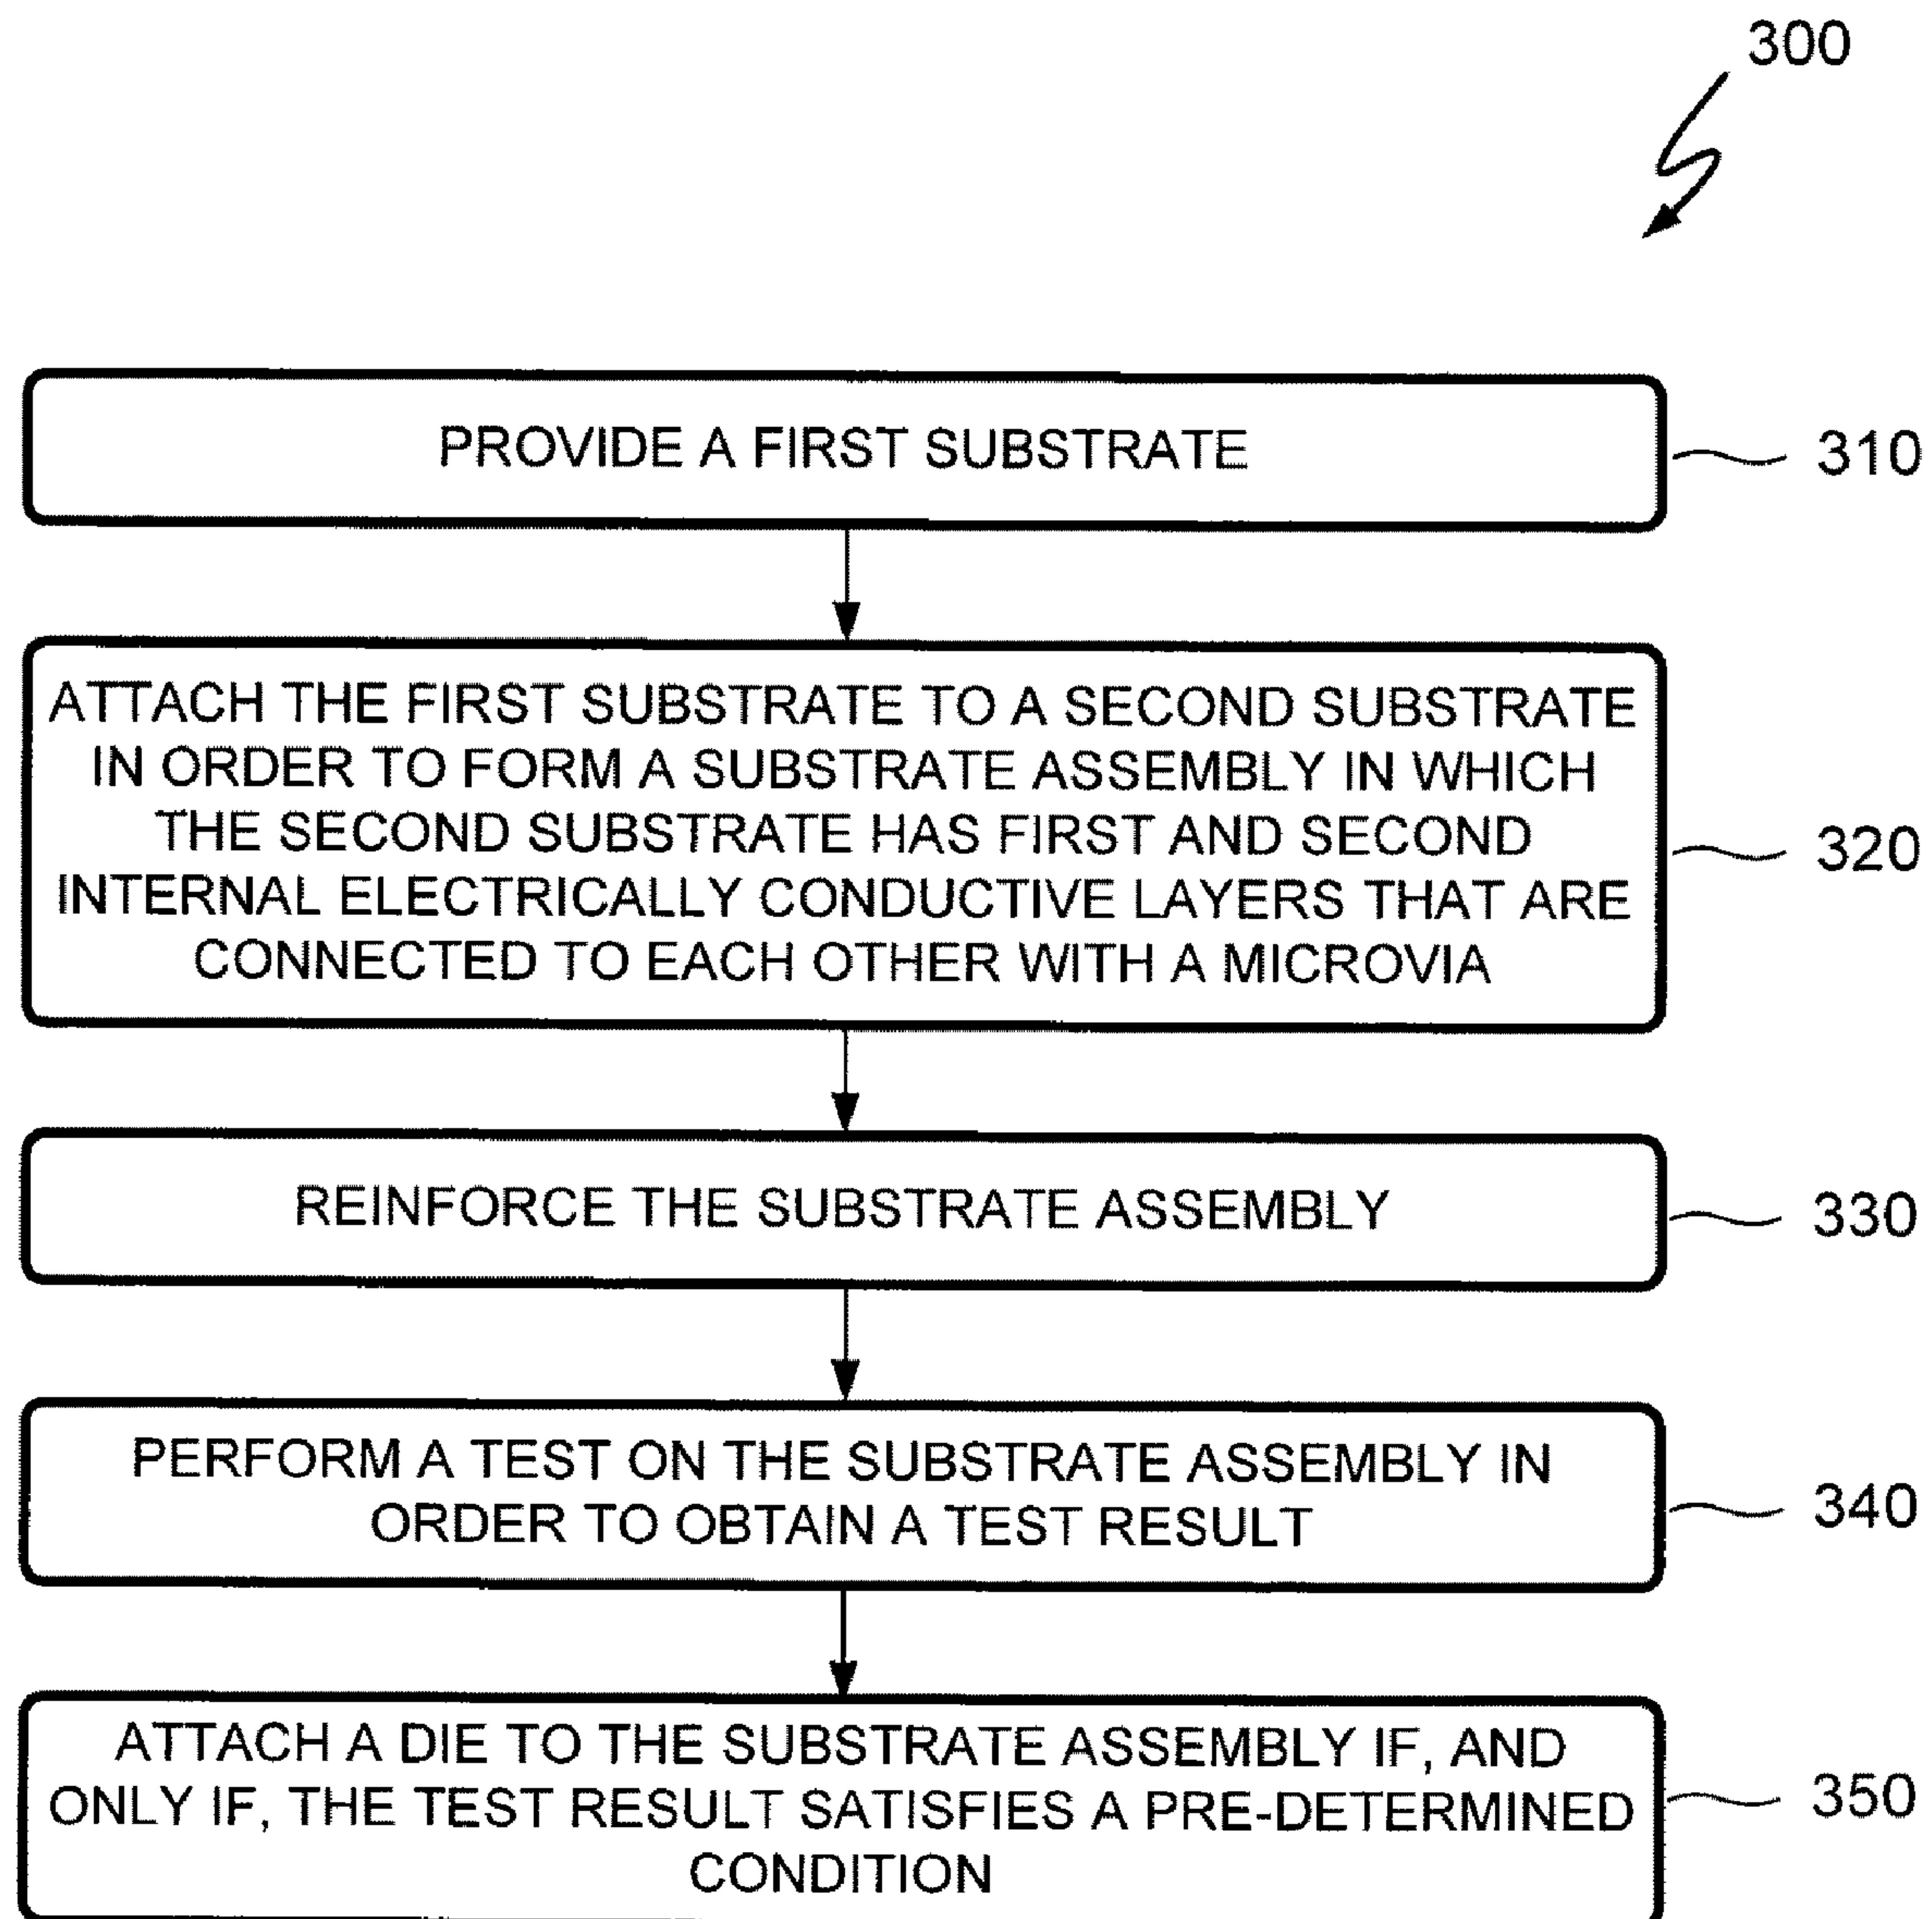 300
PROVIDE A FIRST SUBSTRATE
310
ATTACH THE FIRST SUBSTRATE TO A SECOND SUBSTRATE
IN ORDER TO FORM A SUBSTRATE ASSEMBLY IN WHICH
THE SECOND SUBSTRATE HAS FIRST AND SECOND
INTERNAL ELECTRICALLY CONDUCTIVE LAYERS THAT ARE
CONNECTED TO EACH OTHER WITH A MICROVIA
320
REINFORCE THE SUBSTRATE ASSEMBLY
330
PERFORM A TEST ON THE SUBSTRATE ASSEMBLY IN
ORDER TO OBTAIN A TEST RESULT
340
ATTACH A DIE TO THE SUBSTRATE ASSEMBLY IF, AND
ONLY IF, THE TEST RESULT SATISFIES A PRE-DETERMINED
CONDITION
350